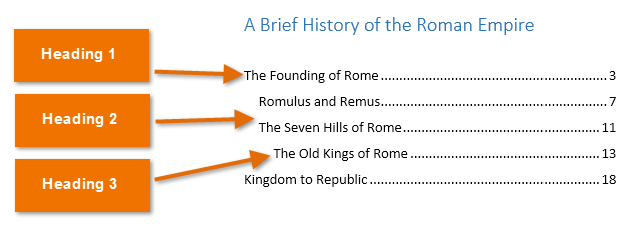 A Brief History of the Roman Empire
Heading 1
The Founding of Rome ........................................................ 3
Romulus and Remus........................................................ 7
Heading 2
The Seven Hills of Rome.................................................. 11
The Old Kings of Rome ................................................ 13
Heading 3
Kingdom to Republic .......................................................... 18